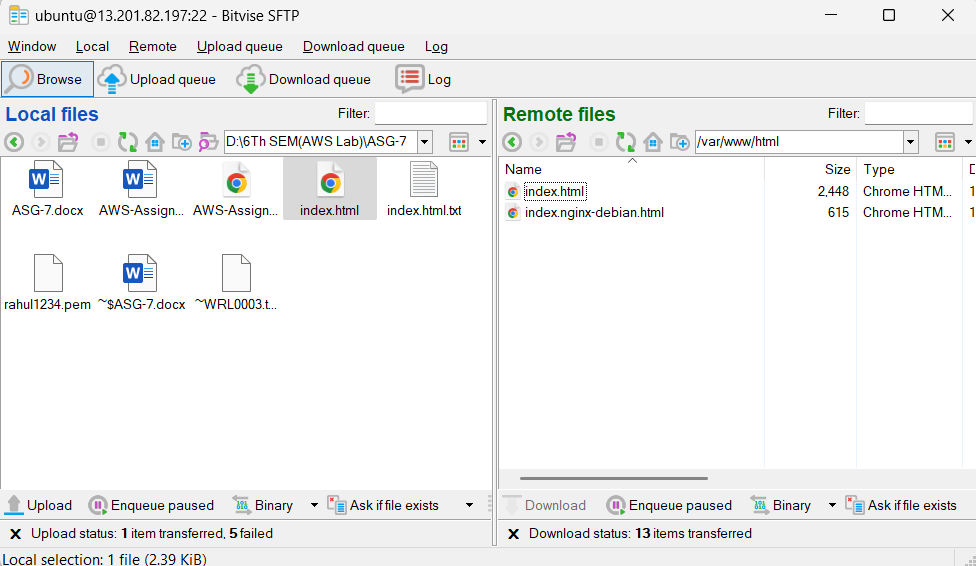 ubuntu@13.201.82.197:22 - Bitvise SFTP
Window Local Remote Upload queue Download queue Log
Browse Upload queue Download queue Log
Local files Filter:
D:\6Th SEM(AWS Lab)\ASG-7
ASG-7.docx AWS-Assign... AWS-Assign... index.html index.html.txt
rahul1234.pem ~$ASG-7.docx ~WRL0003.t...
Upload Enqueue paused Binary Ask if file exists
Upload status: 1 item transferred, 5 failed
Remote files Filter:
/var/www/html
Name Size Type
index.html 2,448 Chrome HTM... 1
index.nginx-debian.html 615 Chrome HTM... 1
Download Enqueue paused Binary Ask if file exists
Download status: 13 items transferred
Local selection: 1 file (2.39 KiB)